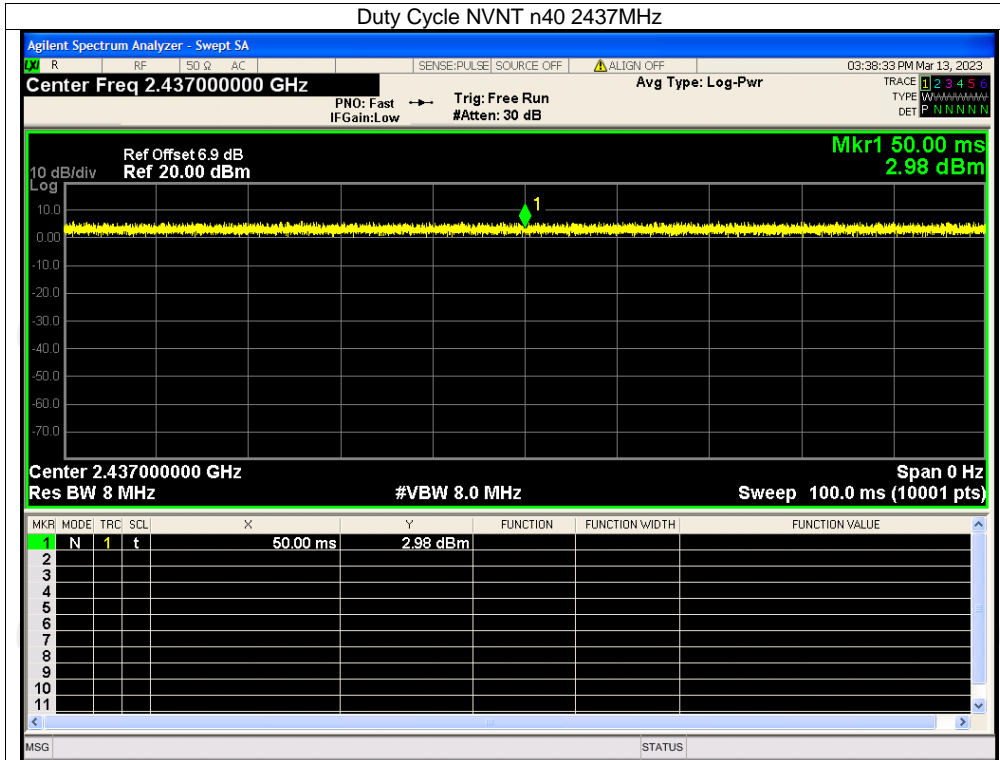 Duty Cycle NVNT n40 2437MHz
Agilent Spectrum Analyzer - Swept SA
LXI R RF 50 Ω AC SENSE:PULSE SOURCE OFF ALIGN OFF 03:38:33 PM Mar 13, 2023
Center Freq 2.437000000 GHz
PNO: Fast
IFGain:Low
Trig: Free Run
#Atten: 30 dB
Avg Type: Log-Pwr
TRACE 1 2 3 4 5 6
TYPE WWWWWW
DET P N N N N N
Mkr1 50.00 ms
2.98 dBm
Ref Offset 6.9 dB
10 dB/div Ref 20.00 dBm
Log
10.0
0.00
-10.0
-20.0
-30.0
-40.0
-50.0
-60.0
-70.0
1
Center 2.437000000 GHz Span 0 Hz
Res BW 8 MHz #VBW 8.0 MHz Sweep 100.0 ms (10001 pts)
MKR MODE TRC SCL X Y FUNCTION FUNCTION WIDTH FUNCTION VALUE
1 N 1 t 50.00 ms 2.98 dBm
2
3
4
5
6
7
8
9
10
11
MSG STATUS